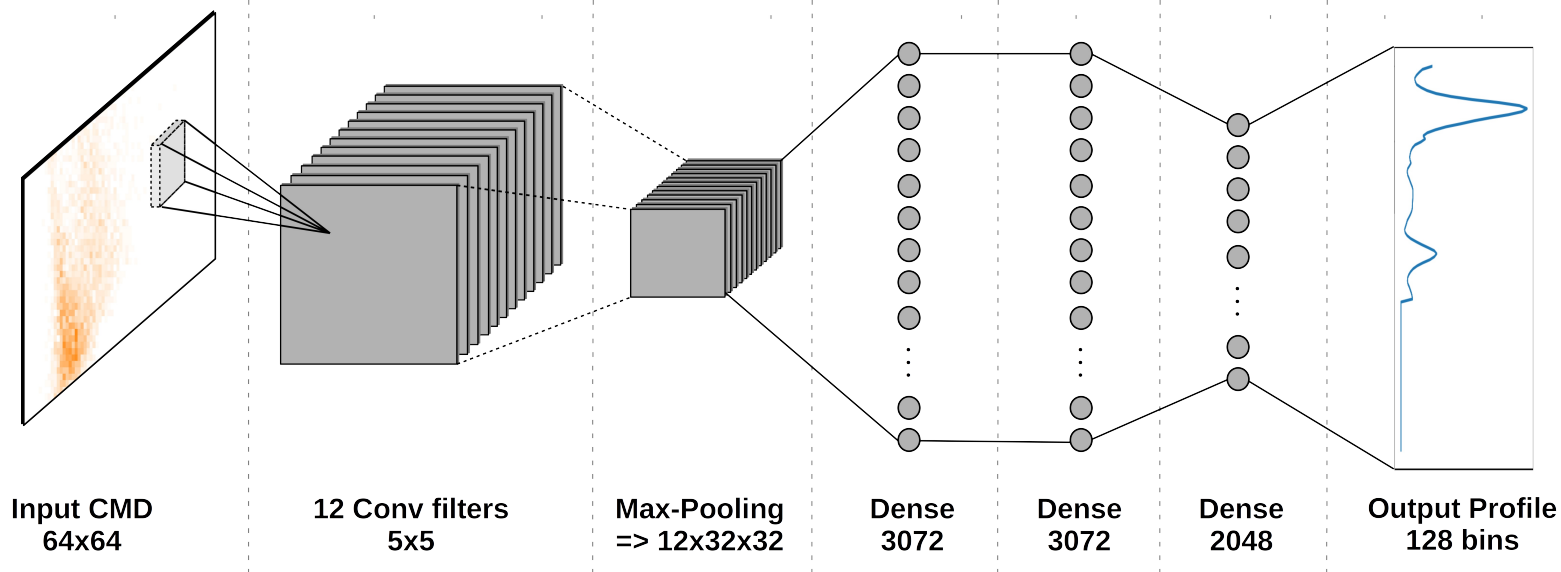 Input CMD
64x64
12 Conv filters
5x5
Max-Pooling
=> 12x32x32
Dense
3072
Dense
3072
Dense
2048
Output Profile
128 bins